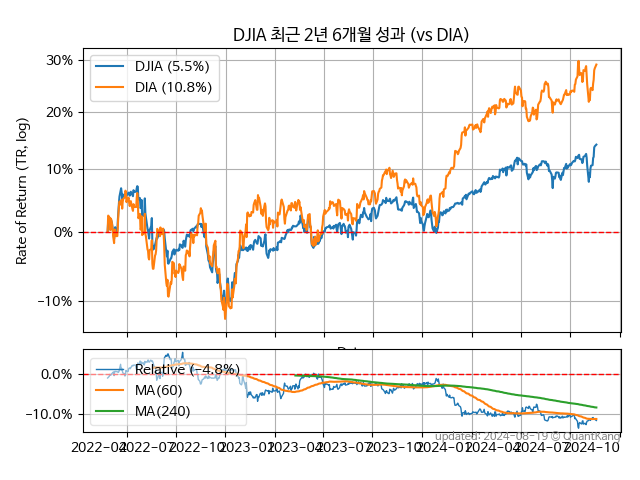 DJIA 최근 2년 6개월 성과 (vs DIA)
Rate of Return (TR, log)
30%
20%
10%
0%
−10%
DJIA (5.5%)
DIA (10.8%)
0.0%
−10.0%
Relative (−4.8%)
MA(60)
MA(240)
2022-04
2022-07
2022-10
2023-01
2023-04
2023-07
2023-10
2024-01
2024-04
2024-07
2024-10
updated: 2024-08-19 © QuantKang